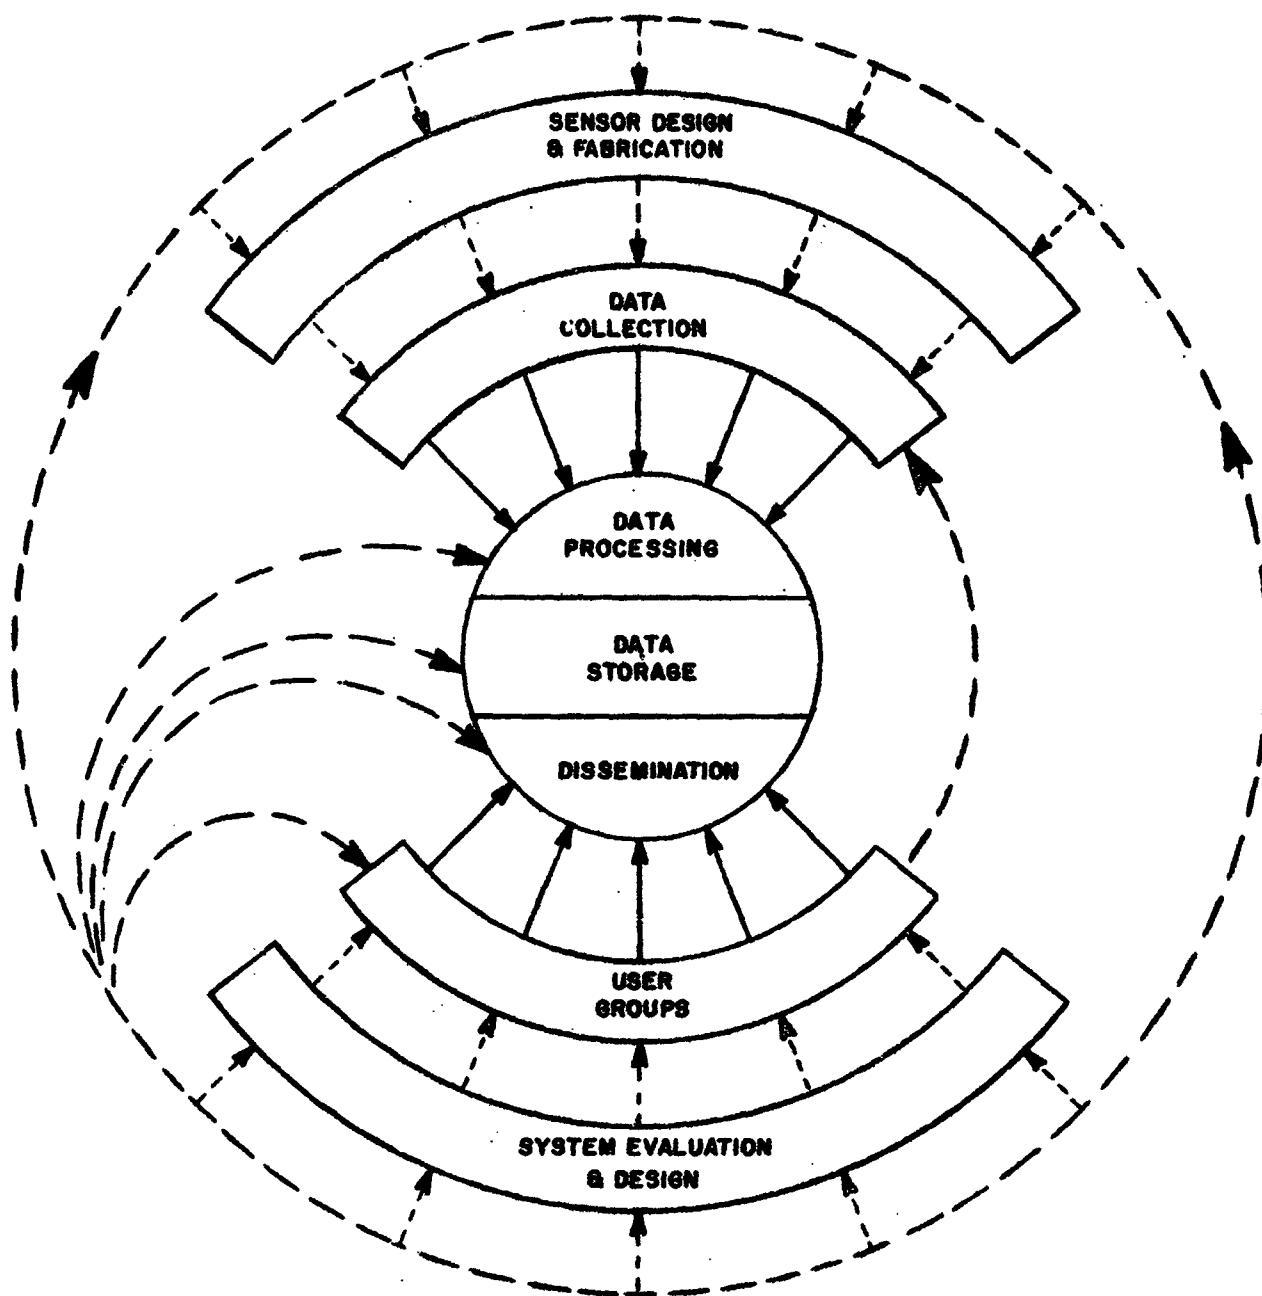 SENSOR DESIGN
& FABRICATION
DATA
COLLECTION
DATA
PROCESSING
DATA
STORAGE
DISSEMINATION
USER
GROUPS
SYSTEM EVALUATION
& DESIGN